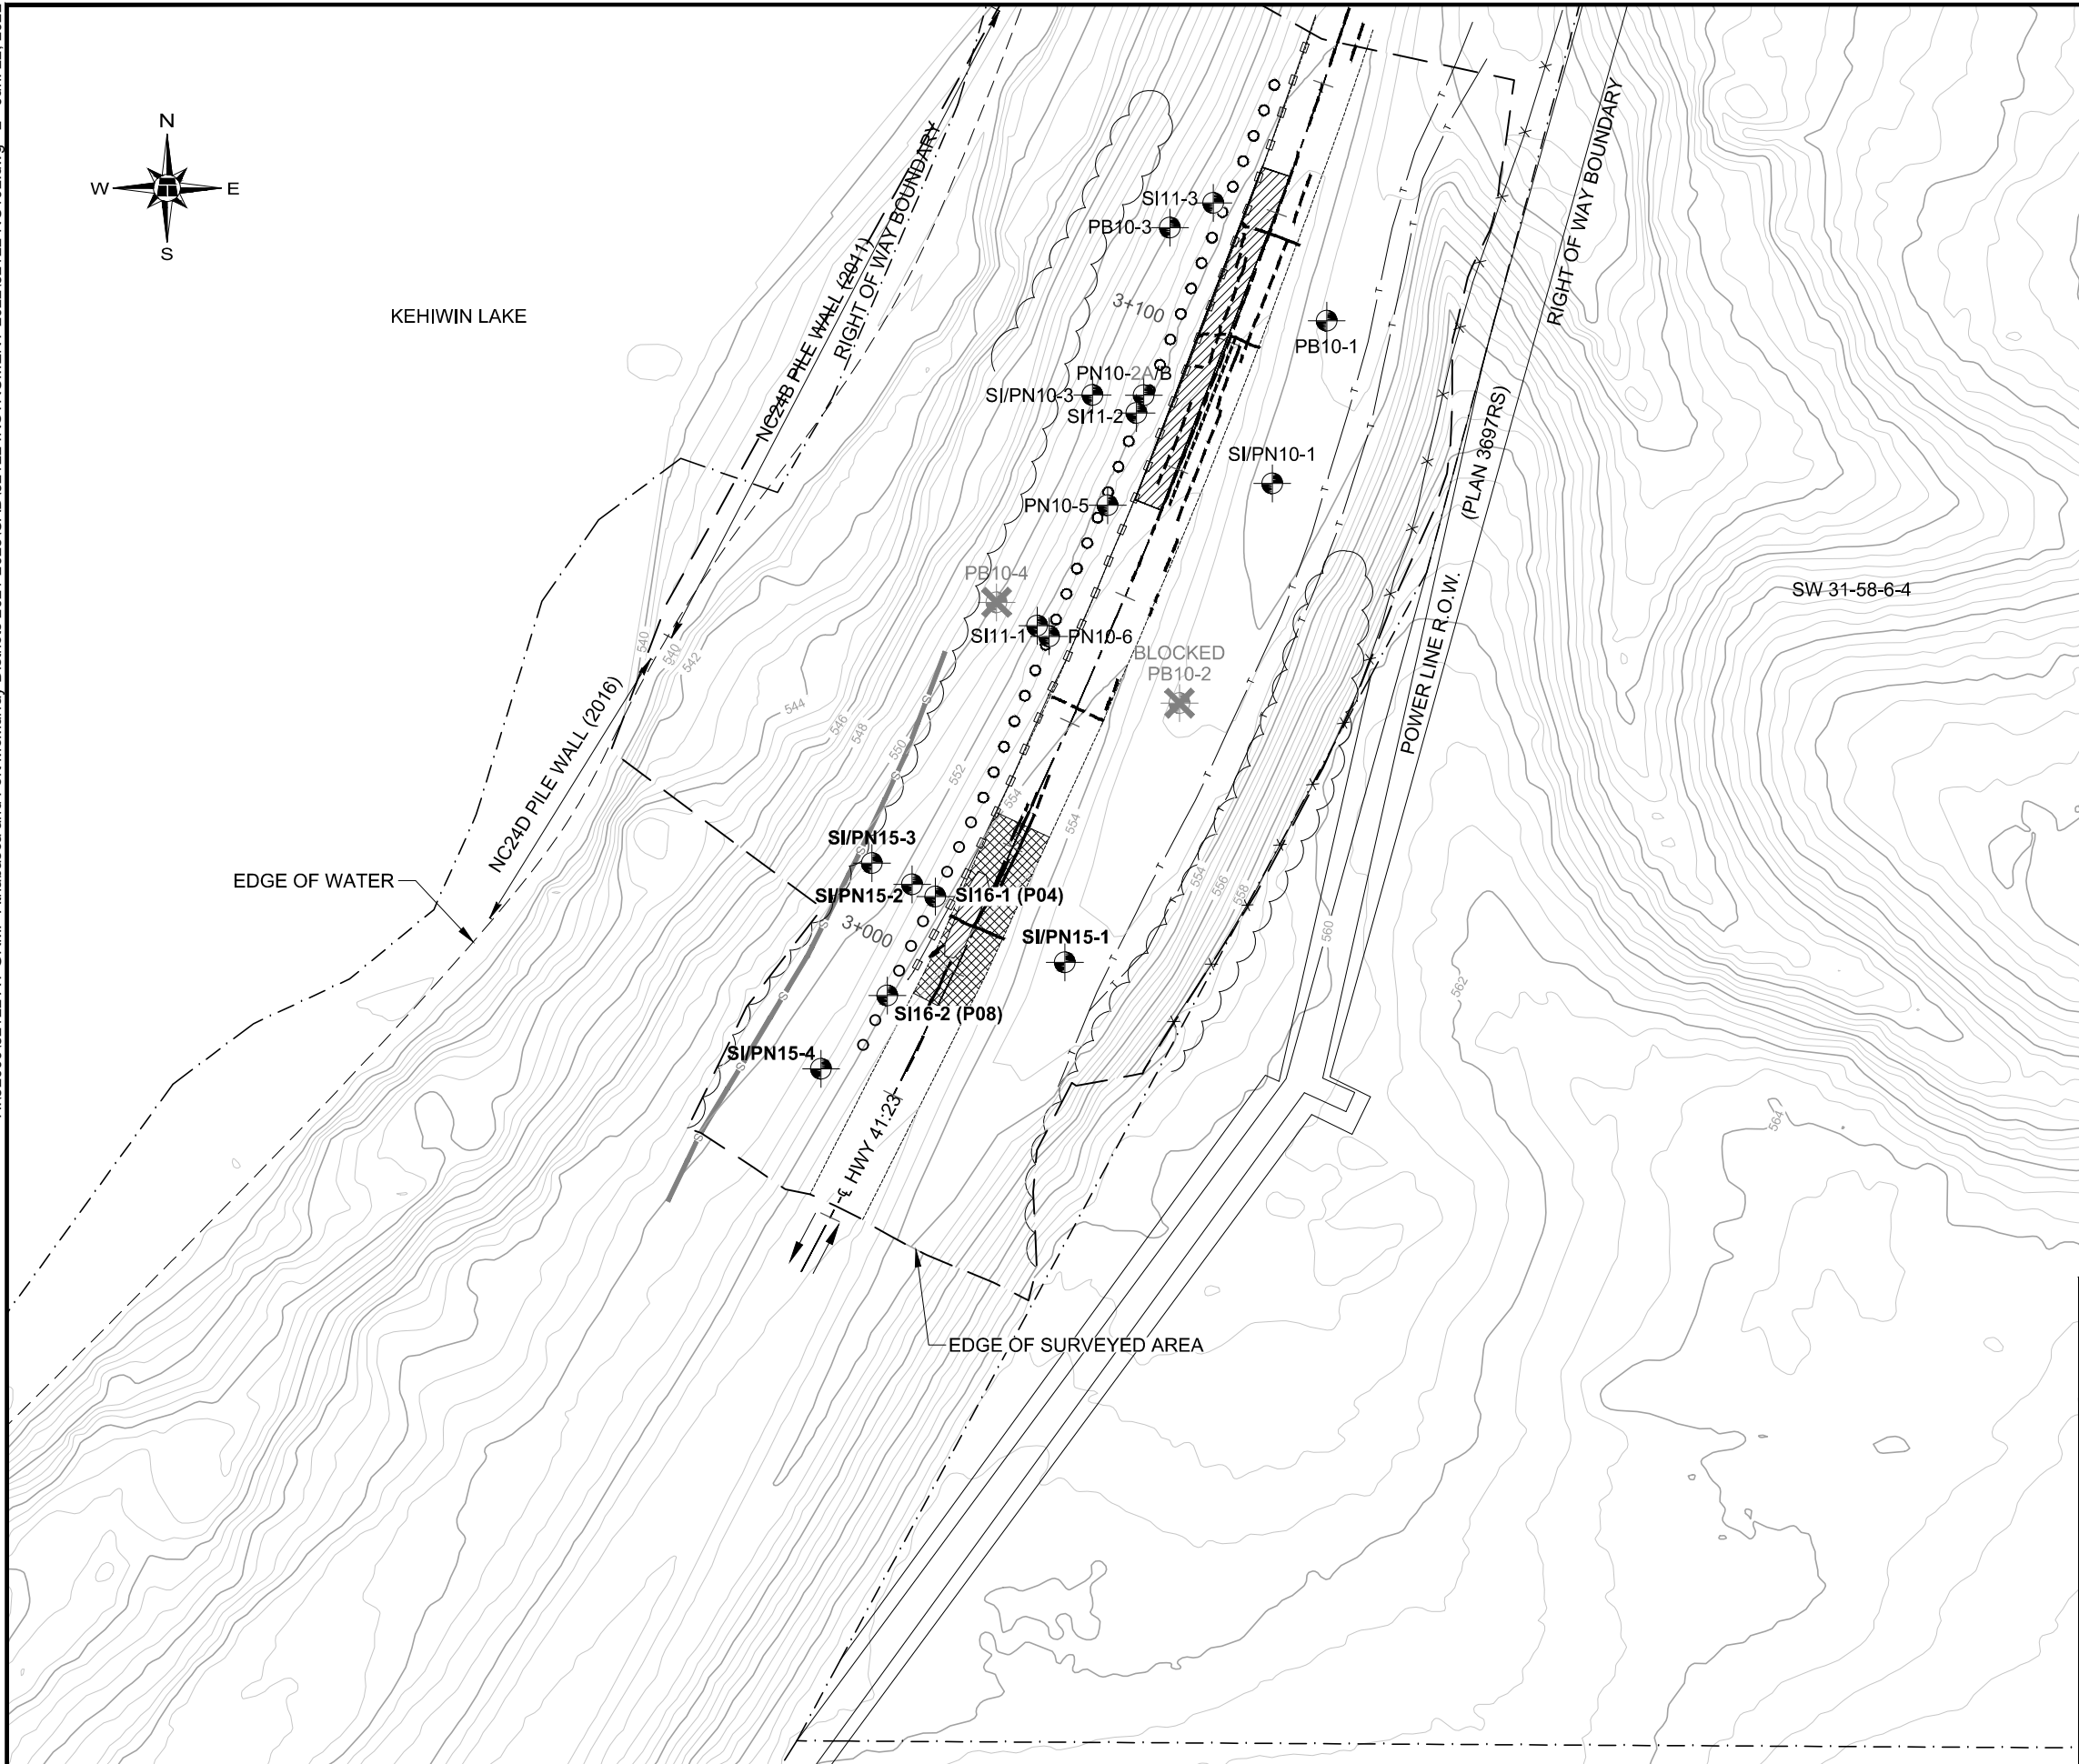 N
W E
S
KEHIWIN LAKE
NC24B PILE WALL (2011)
RIGHT OF WAY BOUNDARY
SI11-3
PB10-3
3+100
PB10-1
PN10-2A/B
SI/PN10-3
SI11-2
SI/PN10-1
PN10-5
RIGHT OF WAY BOUNDARY
(PLAN 3697RS)
POWER LINE R.O.W.
SW 31-58-6-4
PB10-4
SI11-1
PN10-6
BLOCKED
PB10-2
540
540
542
544
546
548
550
552
554
554
NC24D PILE WALL (2016)
EDGE OF WATER
SI/PN15-3
SI/PN15-2
SI16-1 (P04)
3+000
SI/PN15-1
SI16-2 (P08)
SI/PN15-4
554
556
558
560
562
564
℄ HWY 41:23
EDGE OF SURVEYED AREA